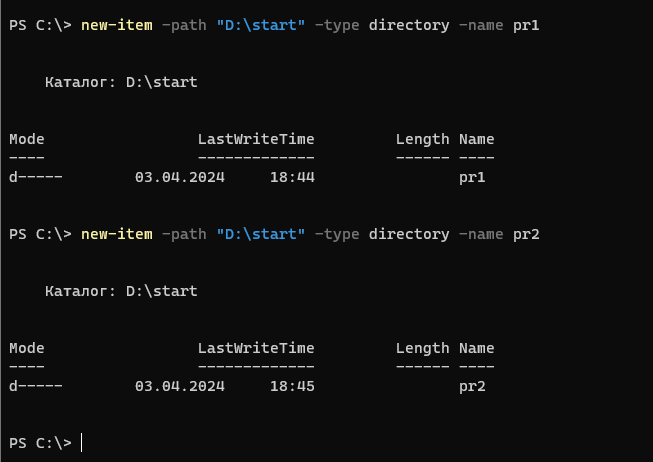 PS C:\> new-item -path "D:\start" -type directory -name pr1
Каталог: D:\start
Mode                 LastWriteTime         Length Name
----                 -------------         ------ ----
d-----        03.04.2024     18:44                pr1
PS C:\> new-item -path "D:\start" -type directory -name pr2
Каталог: D:\start
Mode                 LastWriteTime         Length Name
----                 -------------         ------ ----
d-----        03.04.2024     18:45                pr2
PS C:\>